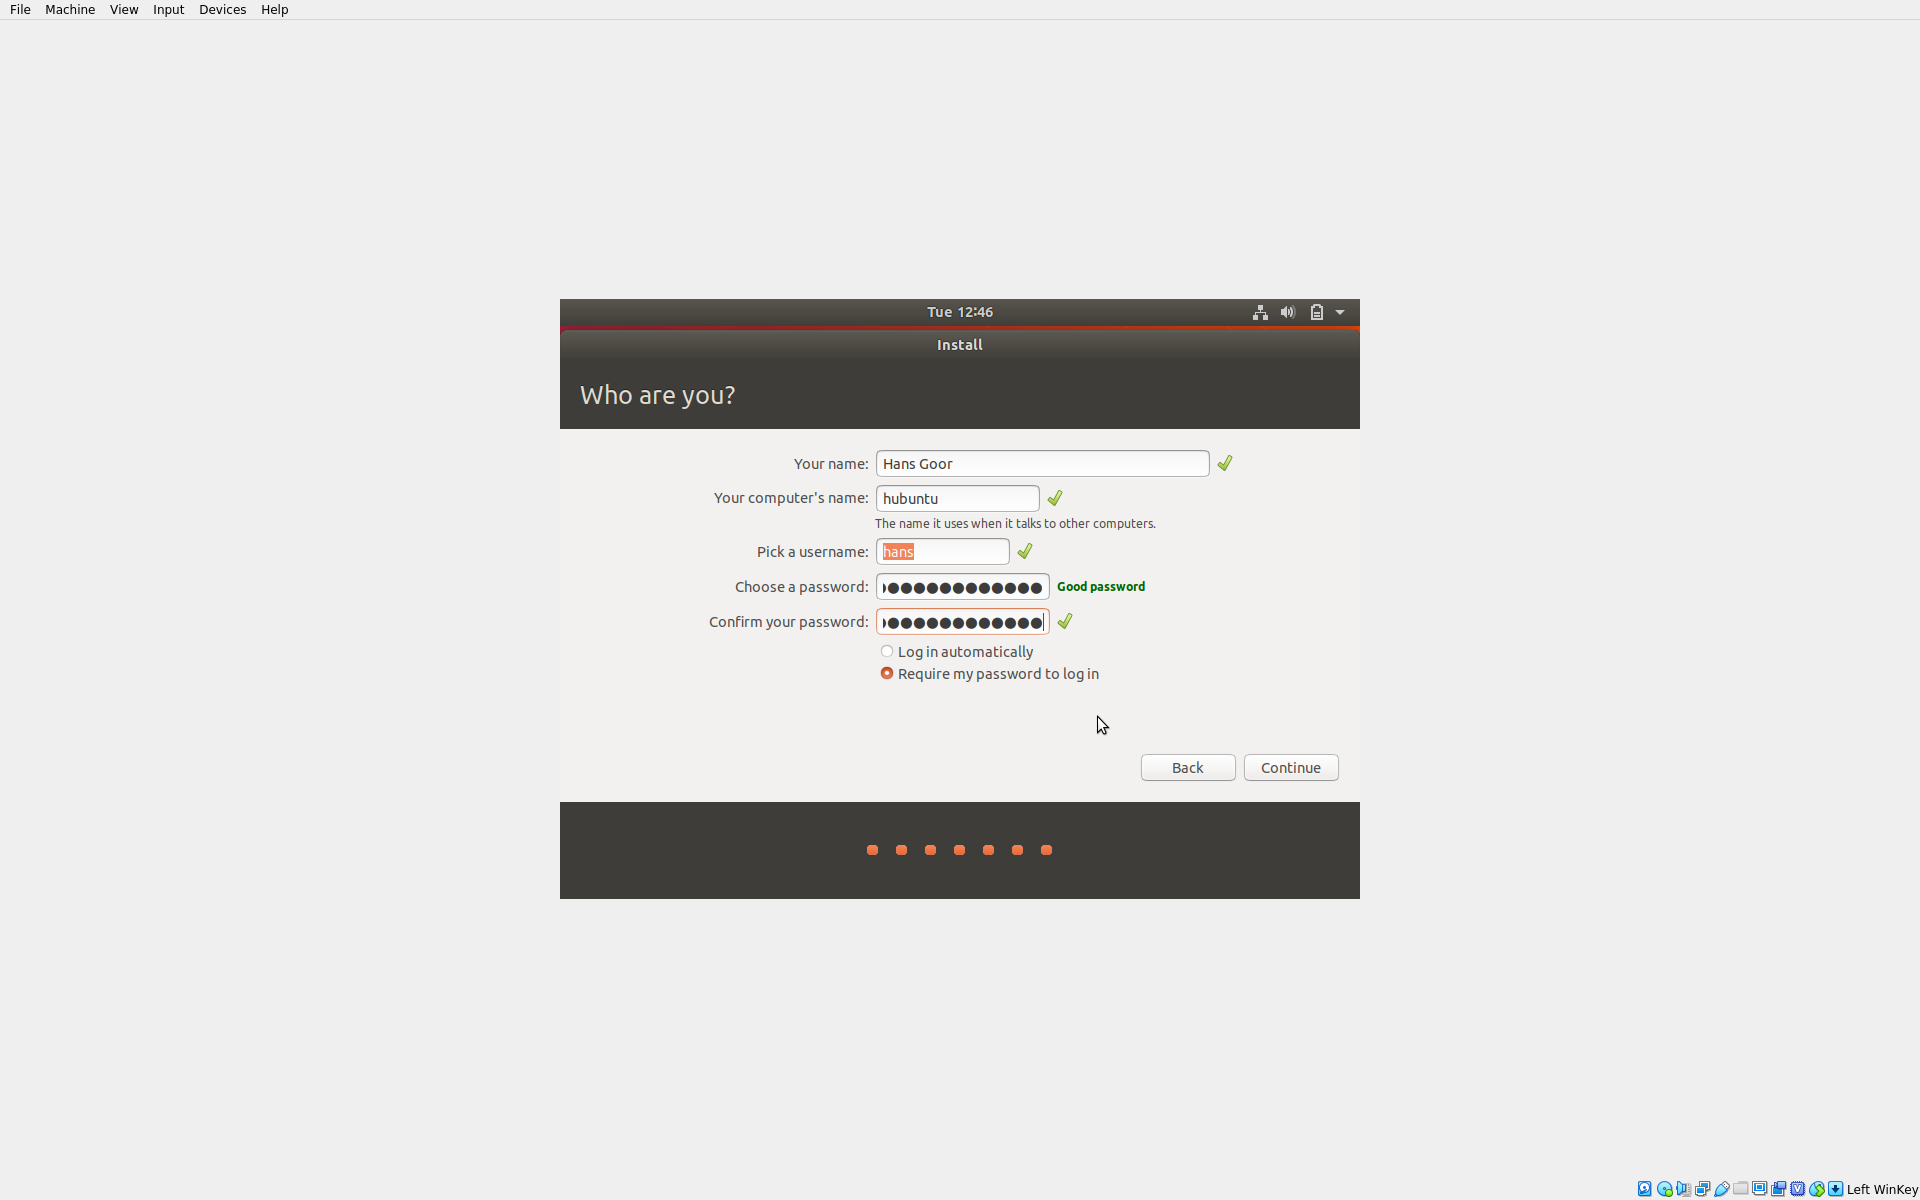 File Machine View Input Devices Help
Tue 12:46
Install
Who are you?
Your name: Hans Goor
Your computer's name: hubuntu
The name it uses when it talks to other computers.
Pick a username: hans
Choose a password: ●●●●●●●●●●●●● Good password
Confirm your password: ●●●●●●●●●●●●●
Log in automatically
Require my password to log in
Back Continue
Left WinKey